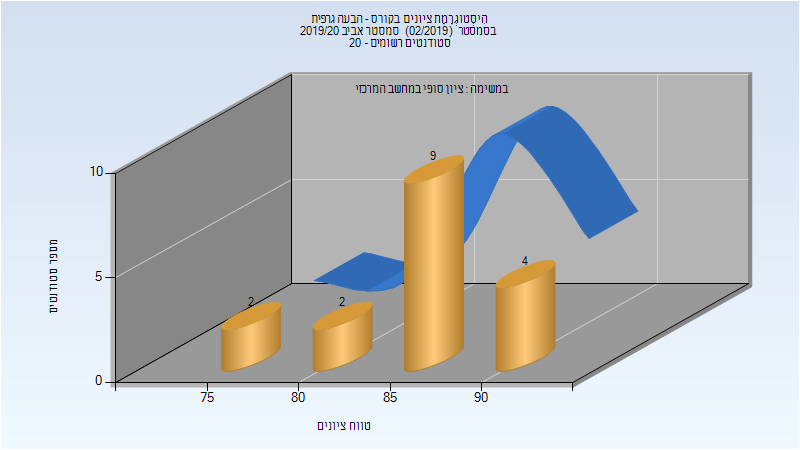 היסטוגרמת ציונים בקורס - הבעה גרפית
בסמסטר (02/2019) סמסטר אביב 2019/20
סטודנטים רשומים - 20
במשימה : ציון סופי במחשב המרכזי
מספר סטודנטים
10
5
0
2
2
9
4
75
80
85
90
טווח ציונים